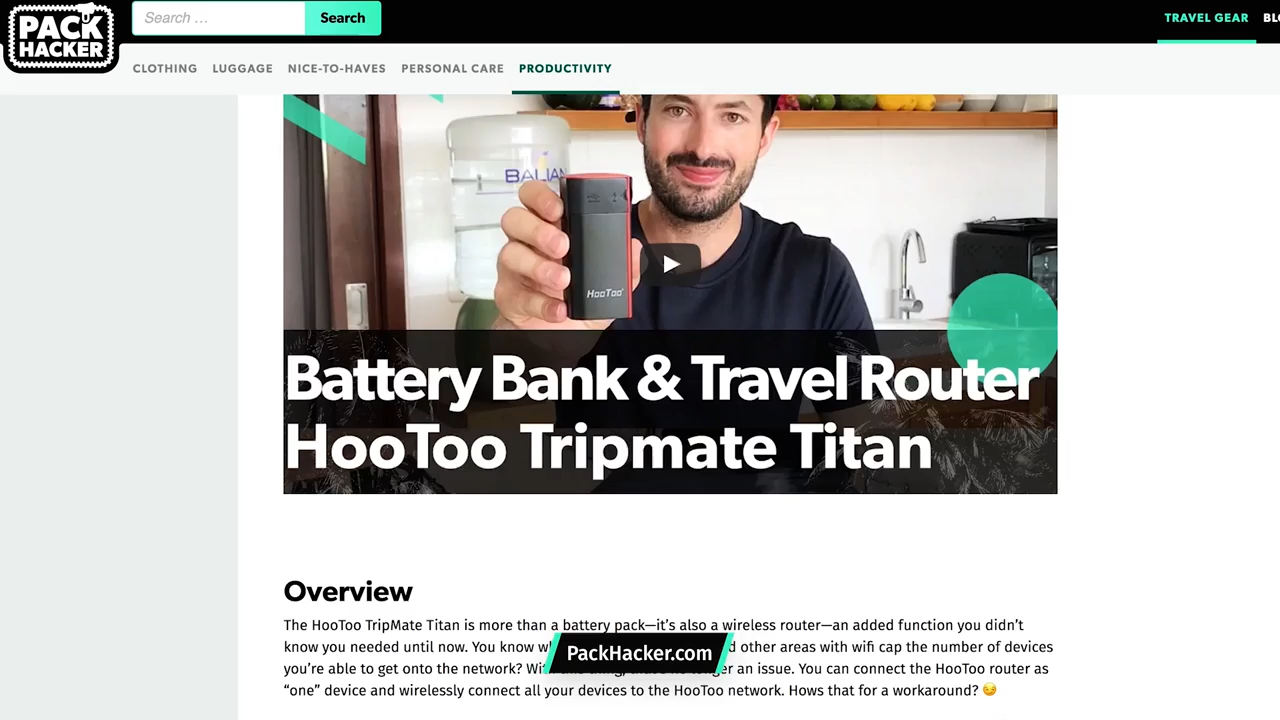 PACK
HACKER
Search ...
Search
TRAVEL GEAR
CLOTHING
LUGGAGE
NICE-TO-HAVES
PERSONAL CARE
PRODUCTIVITY
HooToo
Battery Bank & Travel Router
HooToo Tripmate Titan
Overview
The HooToo TripMate Titan is more than a battery pack—it's also a wireless router—an added function you didn't
know you needed until now. You know other areas with wifi cap the number of devices
you're able to get onto the network? an issue. You can connect the HooToo router as
“one” device and wirelessly connect all your devices to the HooToo network. Hows that for a workaround? 😏
PackHacker.com